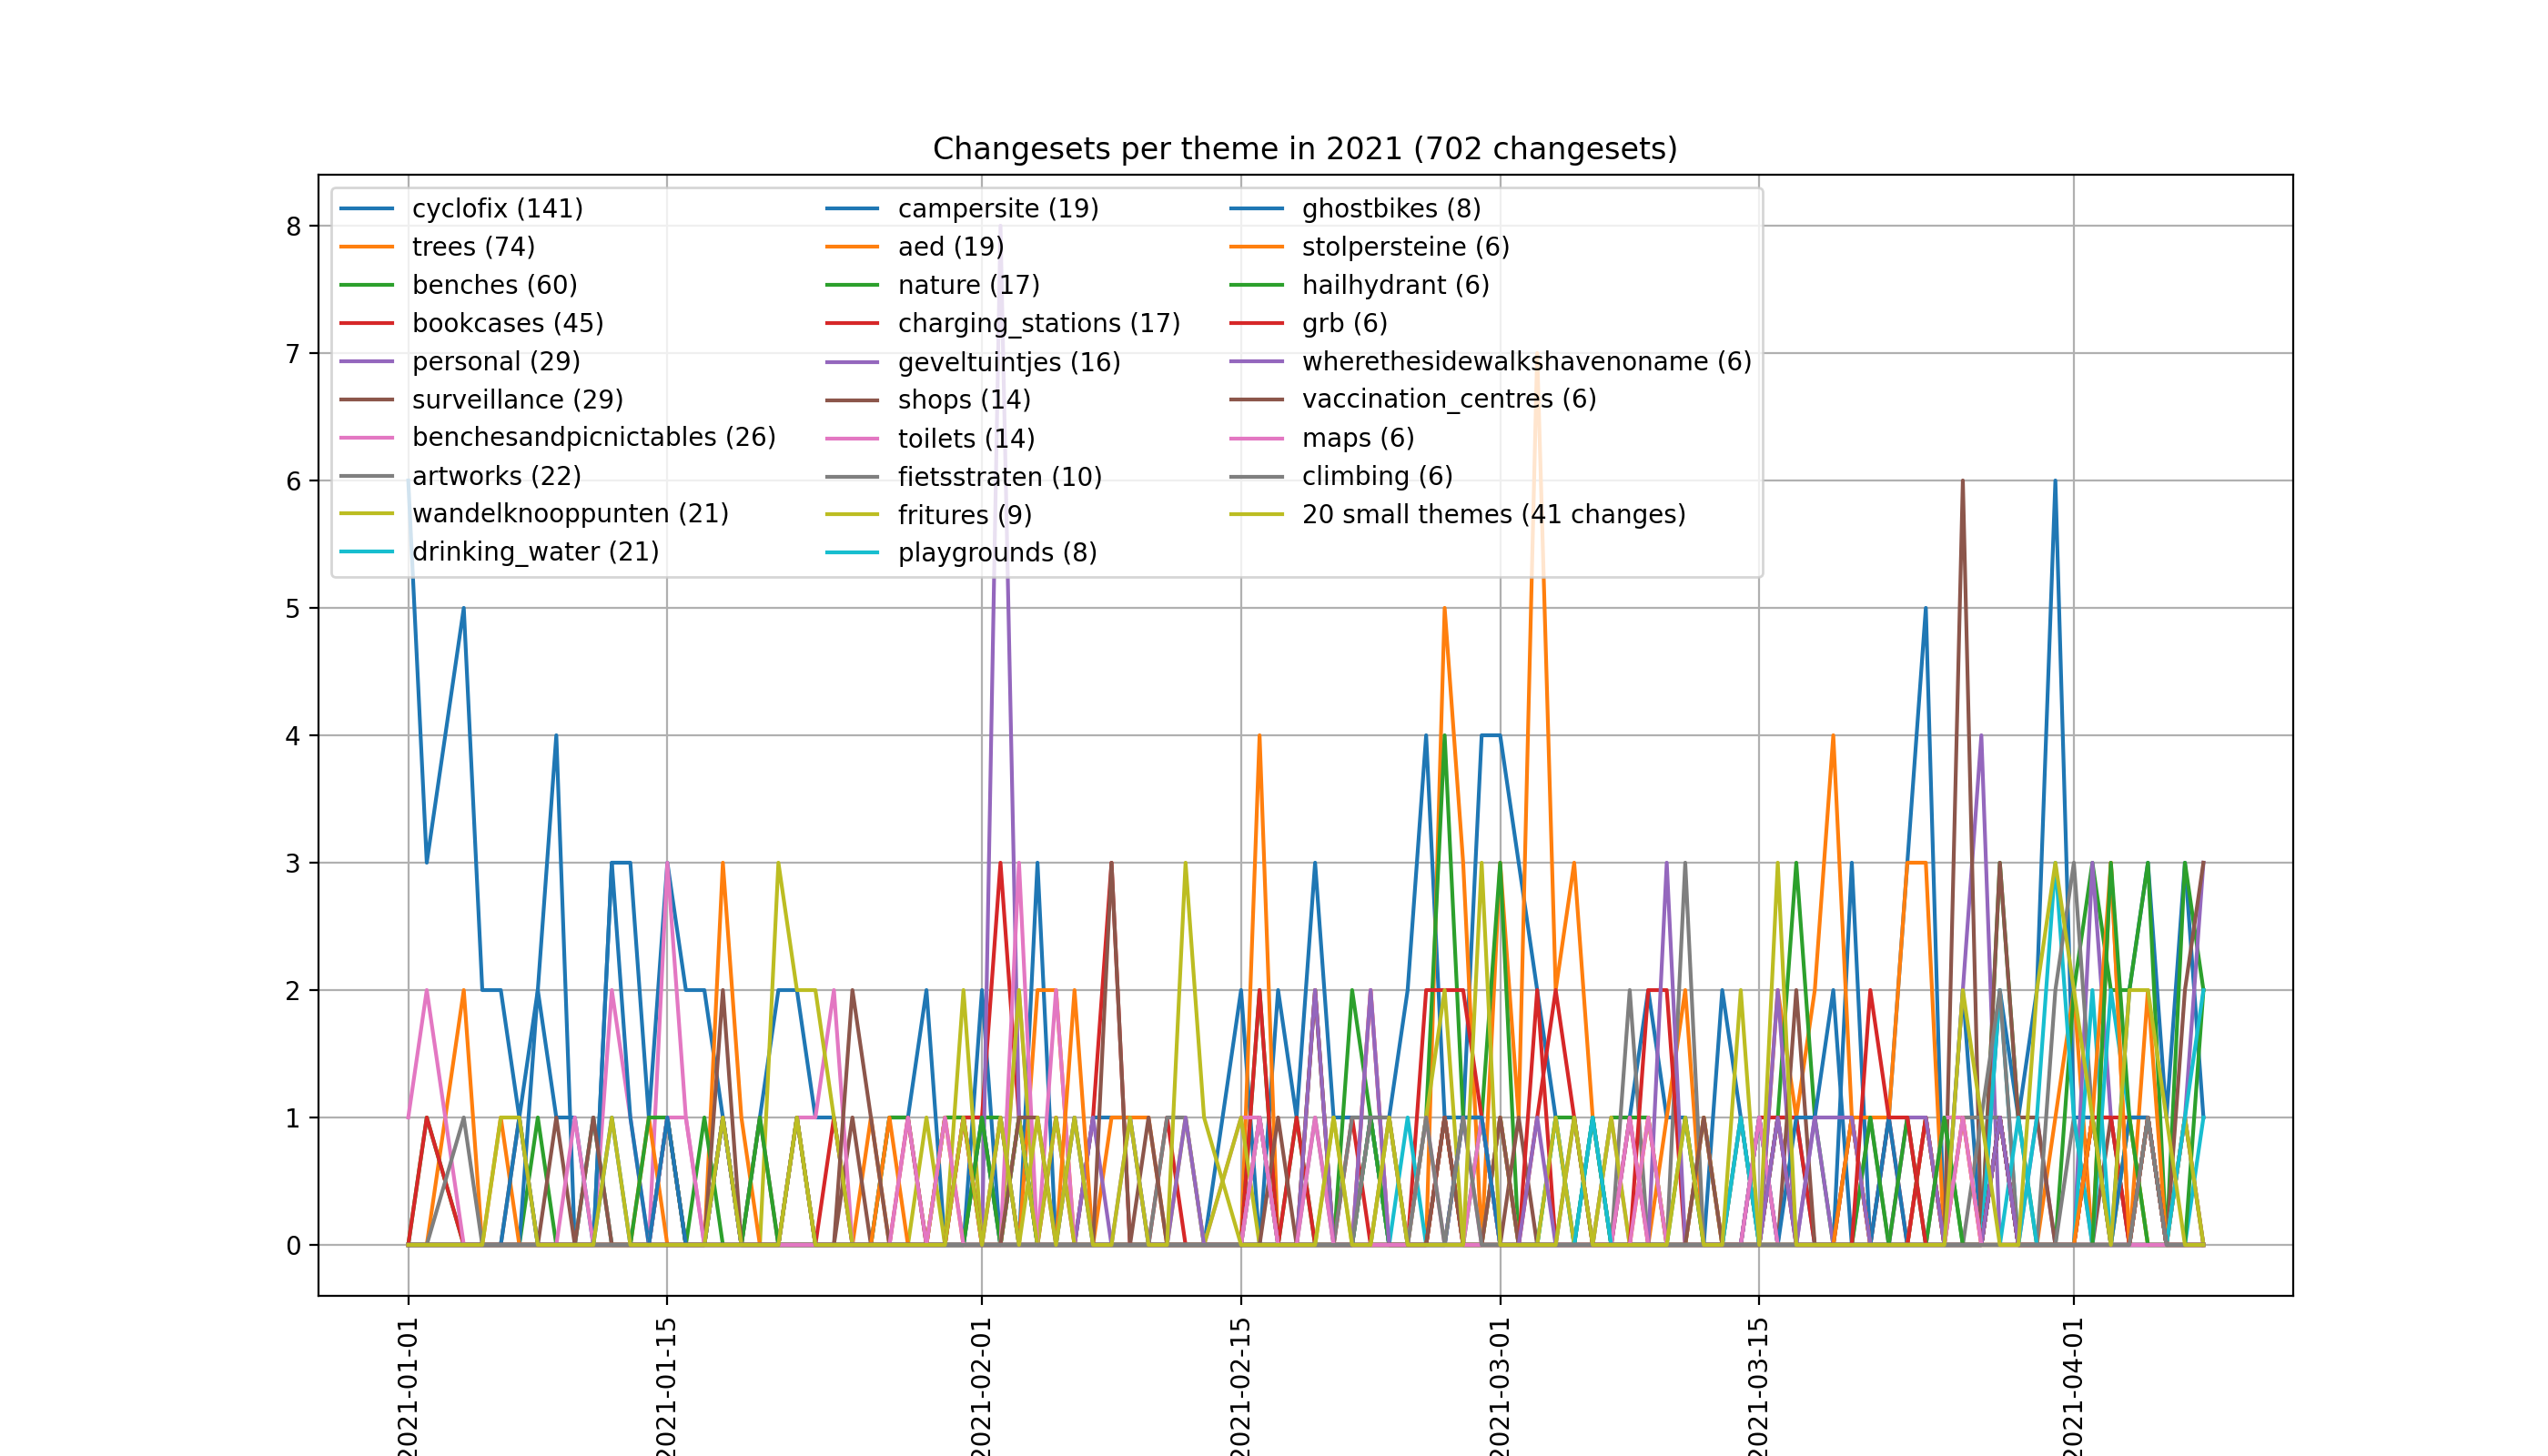 Changesets per theme in 2021 (702 changesets)
cyclofix (141)
trees (74)
benches (60)
bookcases (45)
personal (29)
surveillance (29)
benchesandpicnictables (26)
artworks (22)
wandelknooppunten (21)
drinking_water (21)
campersite (19)
aed (19)
nature (17)
charging_stations (17)
geveltuintjes (16)
shops (14)
toilets (14)
fietsstraten (10)
fritures (9)
playgrounds (8)
ghostbikes (8)
stolpersteine (6)
hailhydrant (6)
grb (6)
wherethesidewalkshavenoname (6)
vaccination_centres (6)
maps (6)
climbing (6)
20 small themes (41 changes)
8
7
6
5
4
3
2
1
0
2021-01-01
2021-01-15
2021-02-01
2021-02-15
2021-03-01
2021-03-15
2021-04-01